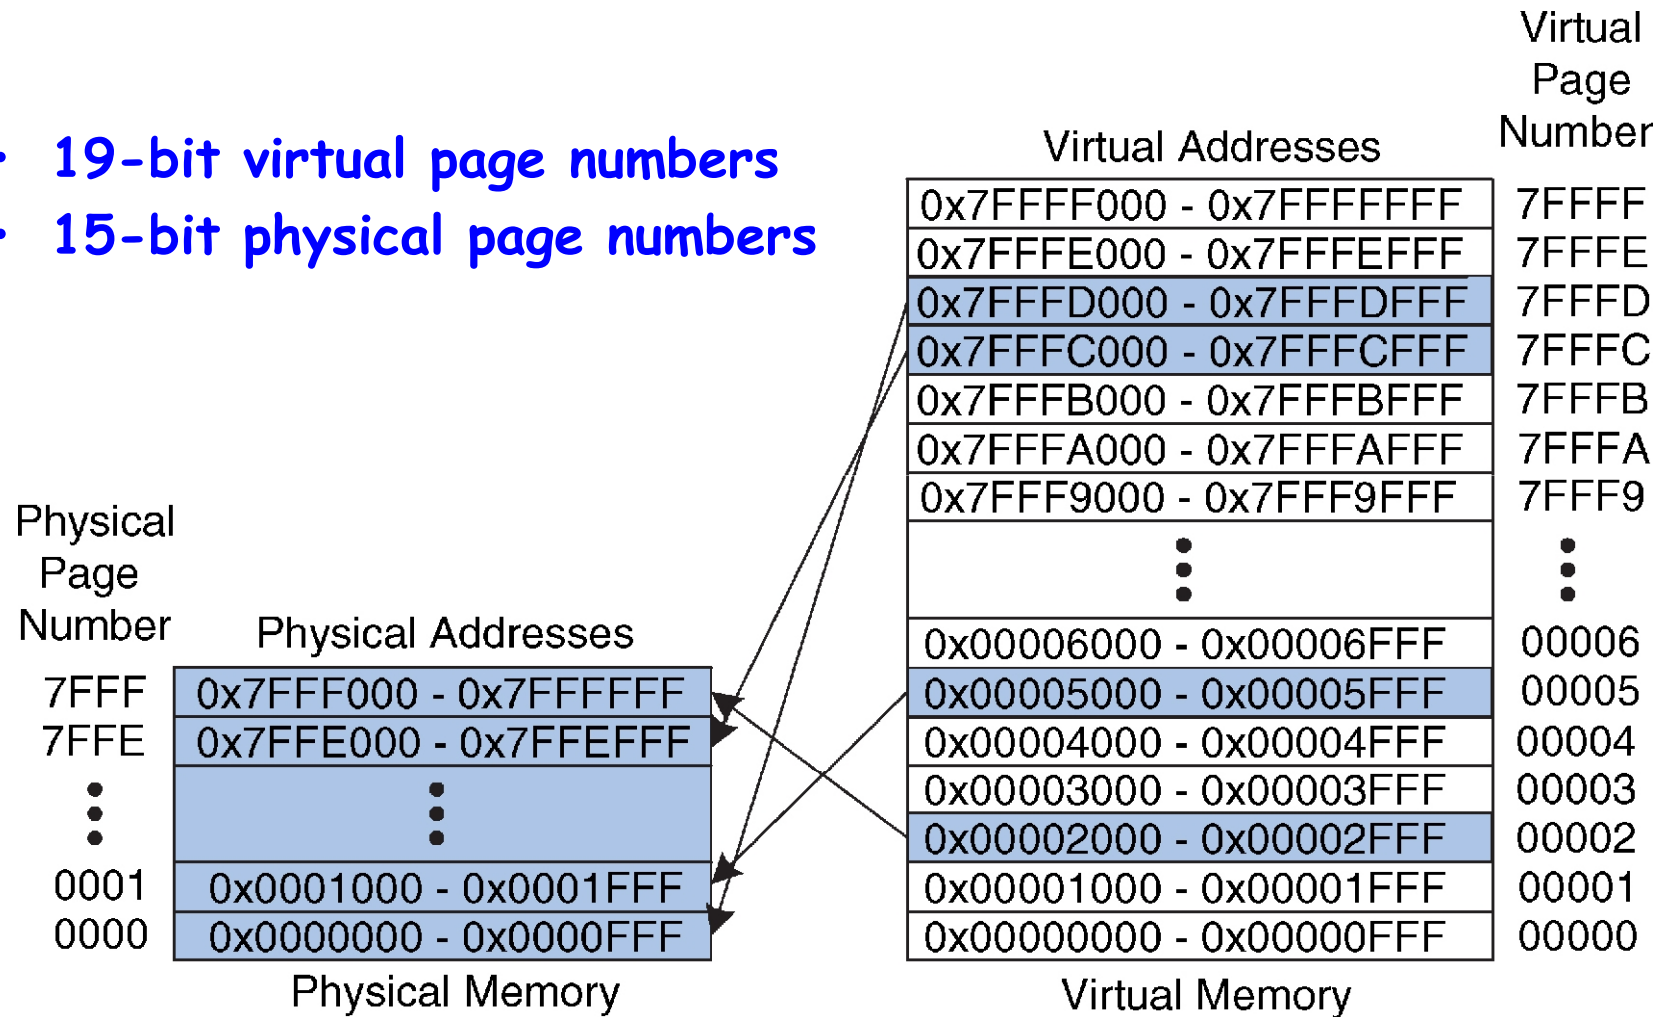 • 19-bit virtual page numbers
• 15-bit physical page numbers
Virtual
Page
Number
Virtual Addresses
0x7FFFF000 - 0x7FFFFFFF 7FFFF
0x7FFFE000 - 0x7FFFEFFF 7FFFE
0x7FFFD000 - 0x7FFFDFFF 7FFFD
0x7FFFC000 - 0x7FFFCFFF 7FFFC
0x7FFFB000 - 0x7FFFBFFF 7FFFB
0x7FFFA000 - 0x7FFFAFFF 7FFFA
0x7FFF9000 - 0x7FFF9FFF 7FFF9
0x00006000 - 0x00006FFF 00006
0x00005000 - 0x00005FFF 00005
0x00004000 - 0x00004FFF 00004
0x00003000 - 0x00003FFF 00003
0x00002000 - 0x00002FFF 00002
0x00001000 - 0x00001FFF 00001
0x00000000 - 0x00000FFF 00000
Virtual Memory
Physical
Page
Number
Physical Addresses
7FFF 0x7FFF000 - 0x7FFFFFF
7FFE 0x7FFE000 - 0x7FFEFFF
0001 0x0001000 - 0x0001FFF
0000 0x0000000 - 0x0000FFF
Physical Memory